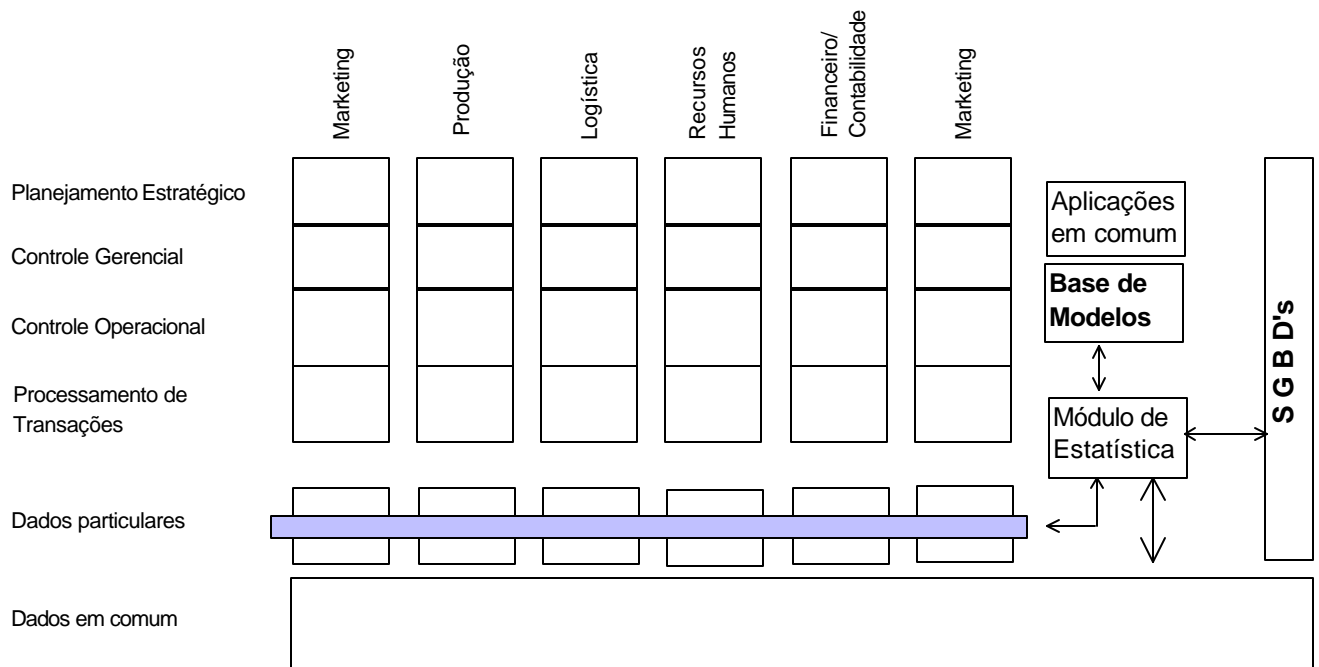 Marketing
Produção
Logística
Recursos
Humanos
Financeiro/
Contabilidade
Marketing
Planejamento Estratégico
Controle Gerencial
Controle Operacional
Processamento de
Transações
Dados particulares
Dados em comum
Aplicações
em comum
Base de
Modelos
Módulo de
Estatística
S G B D's